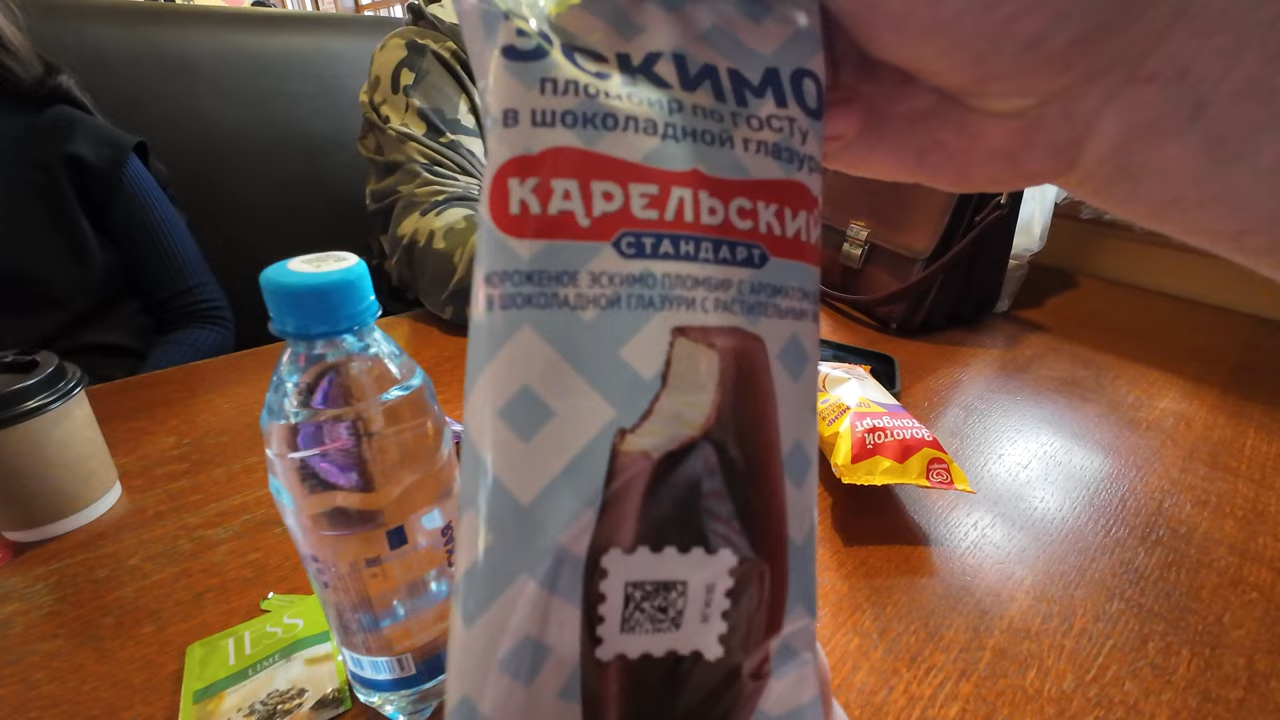 ЭСКИМО
ПЛОМБИР ПО ГОСТУ
В ШОКОЛАДНОЙ ГЛАЗУРИ
КАРЕЛЬСКИЙ
СТАНДАРТ
МОРОЖЕНОЕ ЭСКИМО ПЛОМБИР С АРОМАТОМ
В ШОКОЛАДНОЙ ГЛАЗУРИ С РАСТИТЕЛЬНЫМ
ЗОЛОТОЙ
СТАНДАРТ
ПЛОМБИР
TESS
LIME